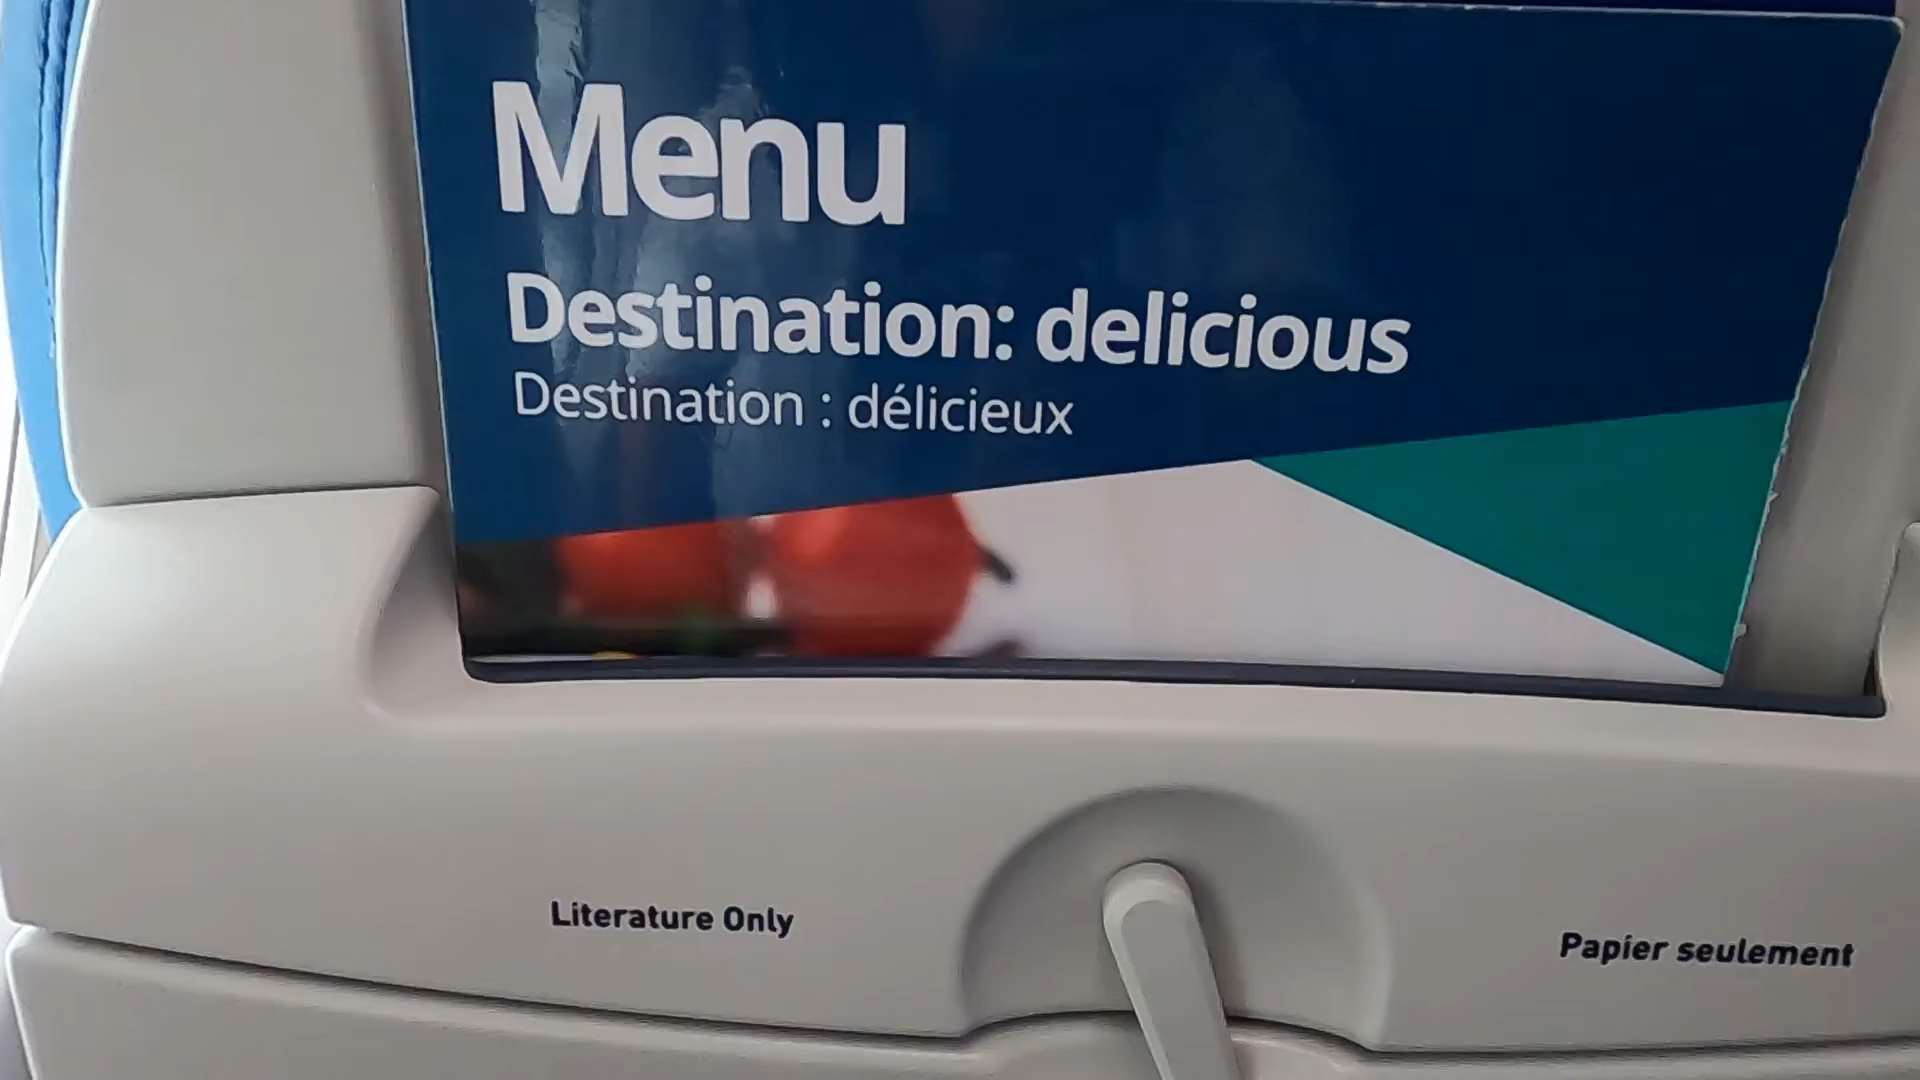 Menu
Destination: delicious
Destination : délicieux
Literature Only
Papier seulement